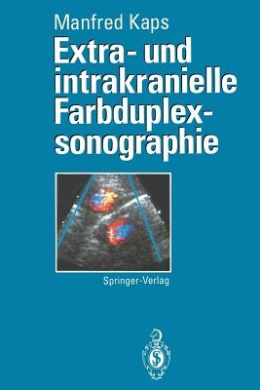 Manfred Kaps
Extra- und
intrakranielle
Farbduplex-
sonographie
Springer-Verlag